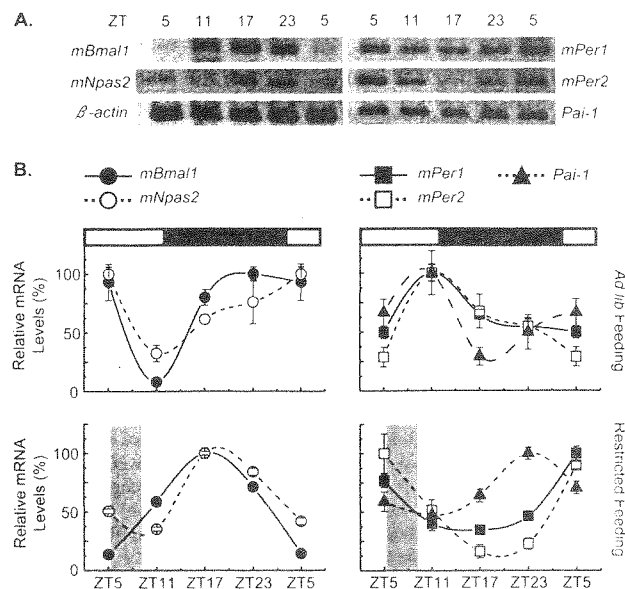 A. ZT 5 11 17 23 5 5 11 17 23 5
mBmal1 mPer1
mNpas2 mPer2
β-actin Pai-1
B. mBmal1 mPer1 Pai-1
mNpas2 mPer2
Relative mRNA Levels (%)
100
50
0
Ad lib Feeding
Relative mRNA Levels (%)
100
50
0
Restricted Feeding
ZT5 ZT11 ZT17 ZT23 ZT5 ZT5 ZT11 ZT17 ZT23 ZT5